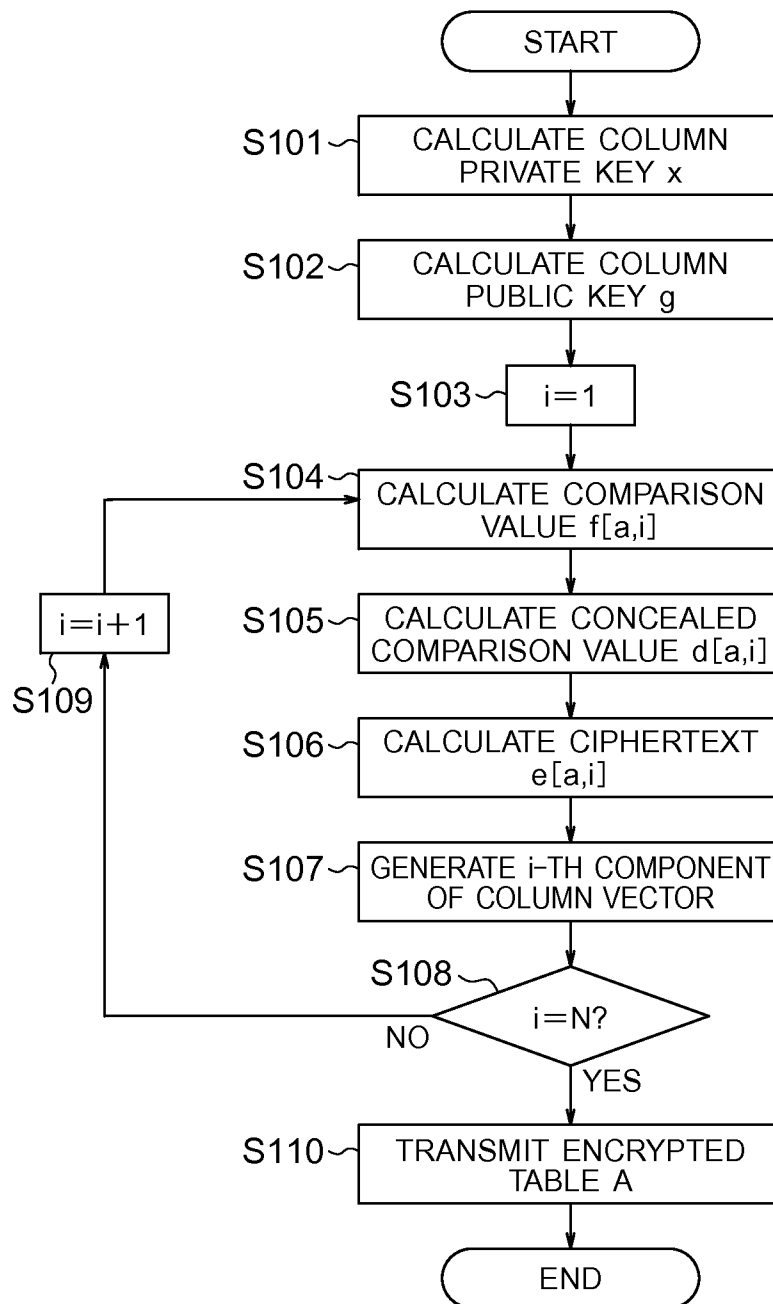 START
S101
CALCULATE COLUMN
PRIVATE KEY x
S102
CALCULATE COLUMN
PUBLIC KEY g
S103
i=1
S104
CALCULATE COMPARISON
VALUE f[a,i]
S105
CALCULATE CONCEALED
COMPARISON VALUE d[a,i]
i=i+1
S109
S106
CALCULATE CIPHERTEXT
e[a,i]
S107
GENERATE i-TH COMPONENT
OF COLUMN VECTOR
S108
i=N?
NO
YES
S110
TRANSMIT ENCRYPTED
TABLE A
END